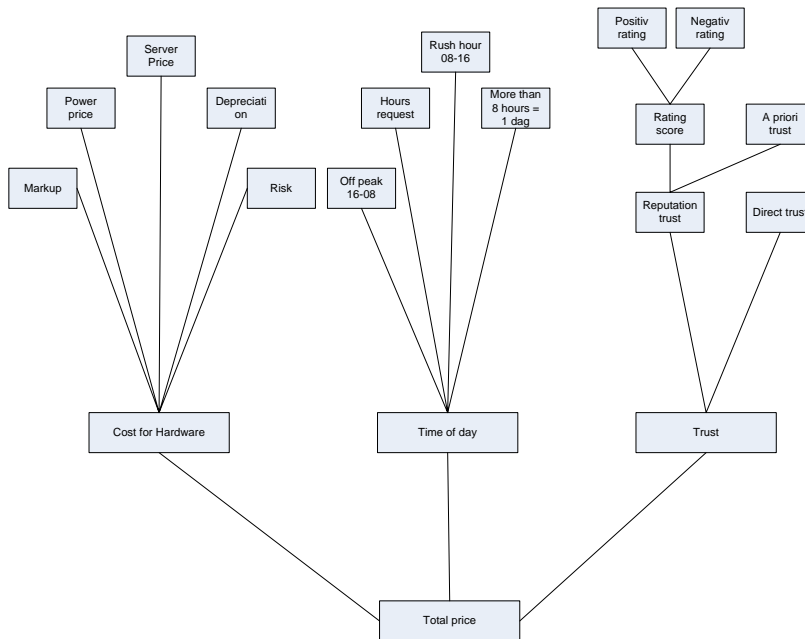 Positiv
rating
Negativ
rating
Server
Price
Rush hour
08-16
Power
price
Depreciati
on
Hours
request
More than
8 hours =
1 dag
Rating
score
A priori
trust
Markup
Risk
Off peak
16-08
Reputation
trust
Direct trust
Cost for Hardware
Time of day
Trust
Total price